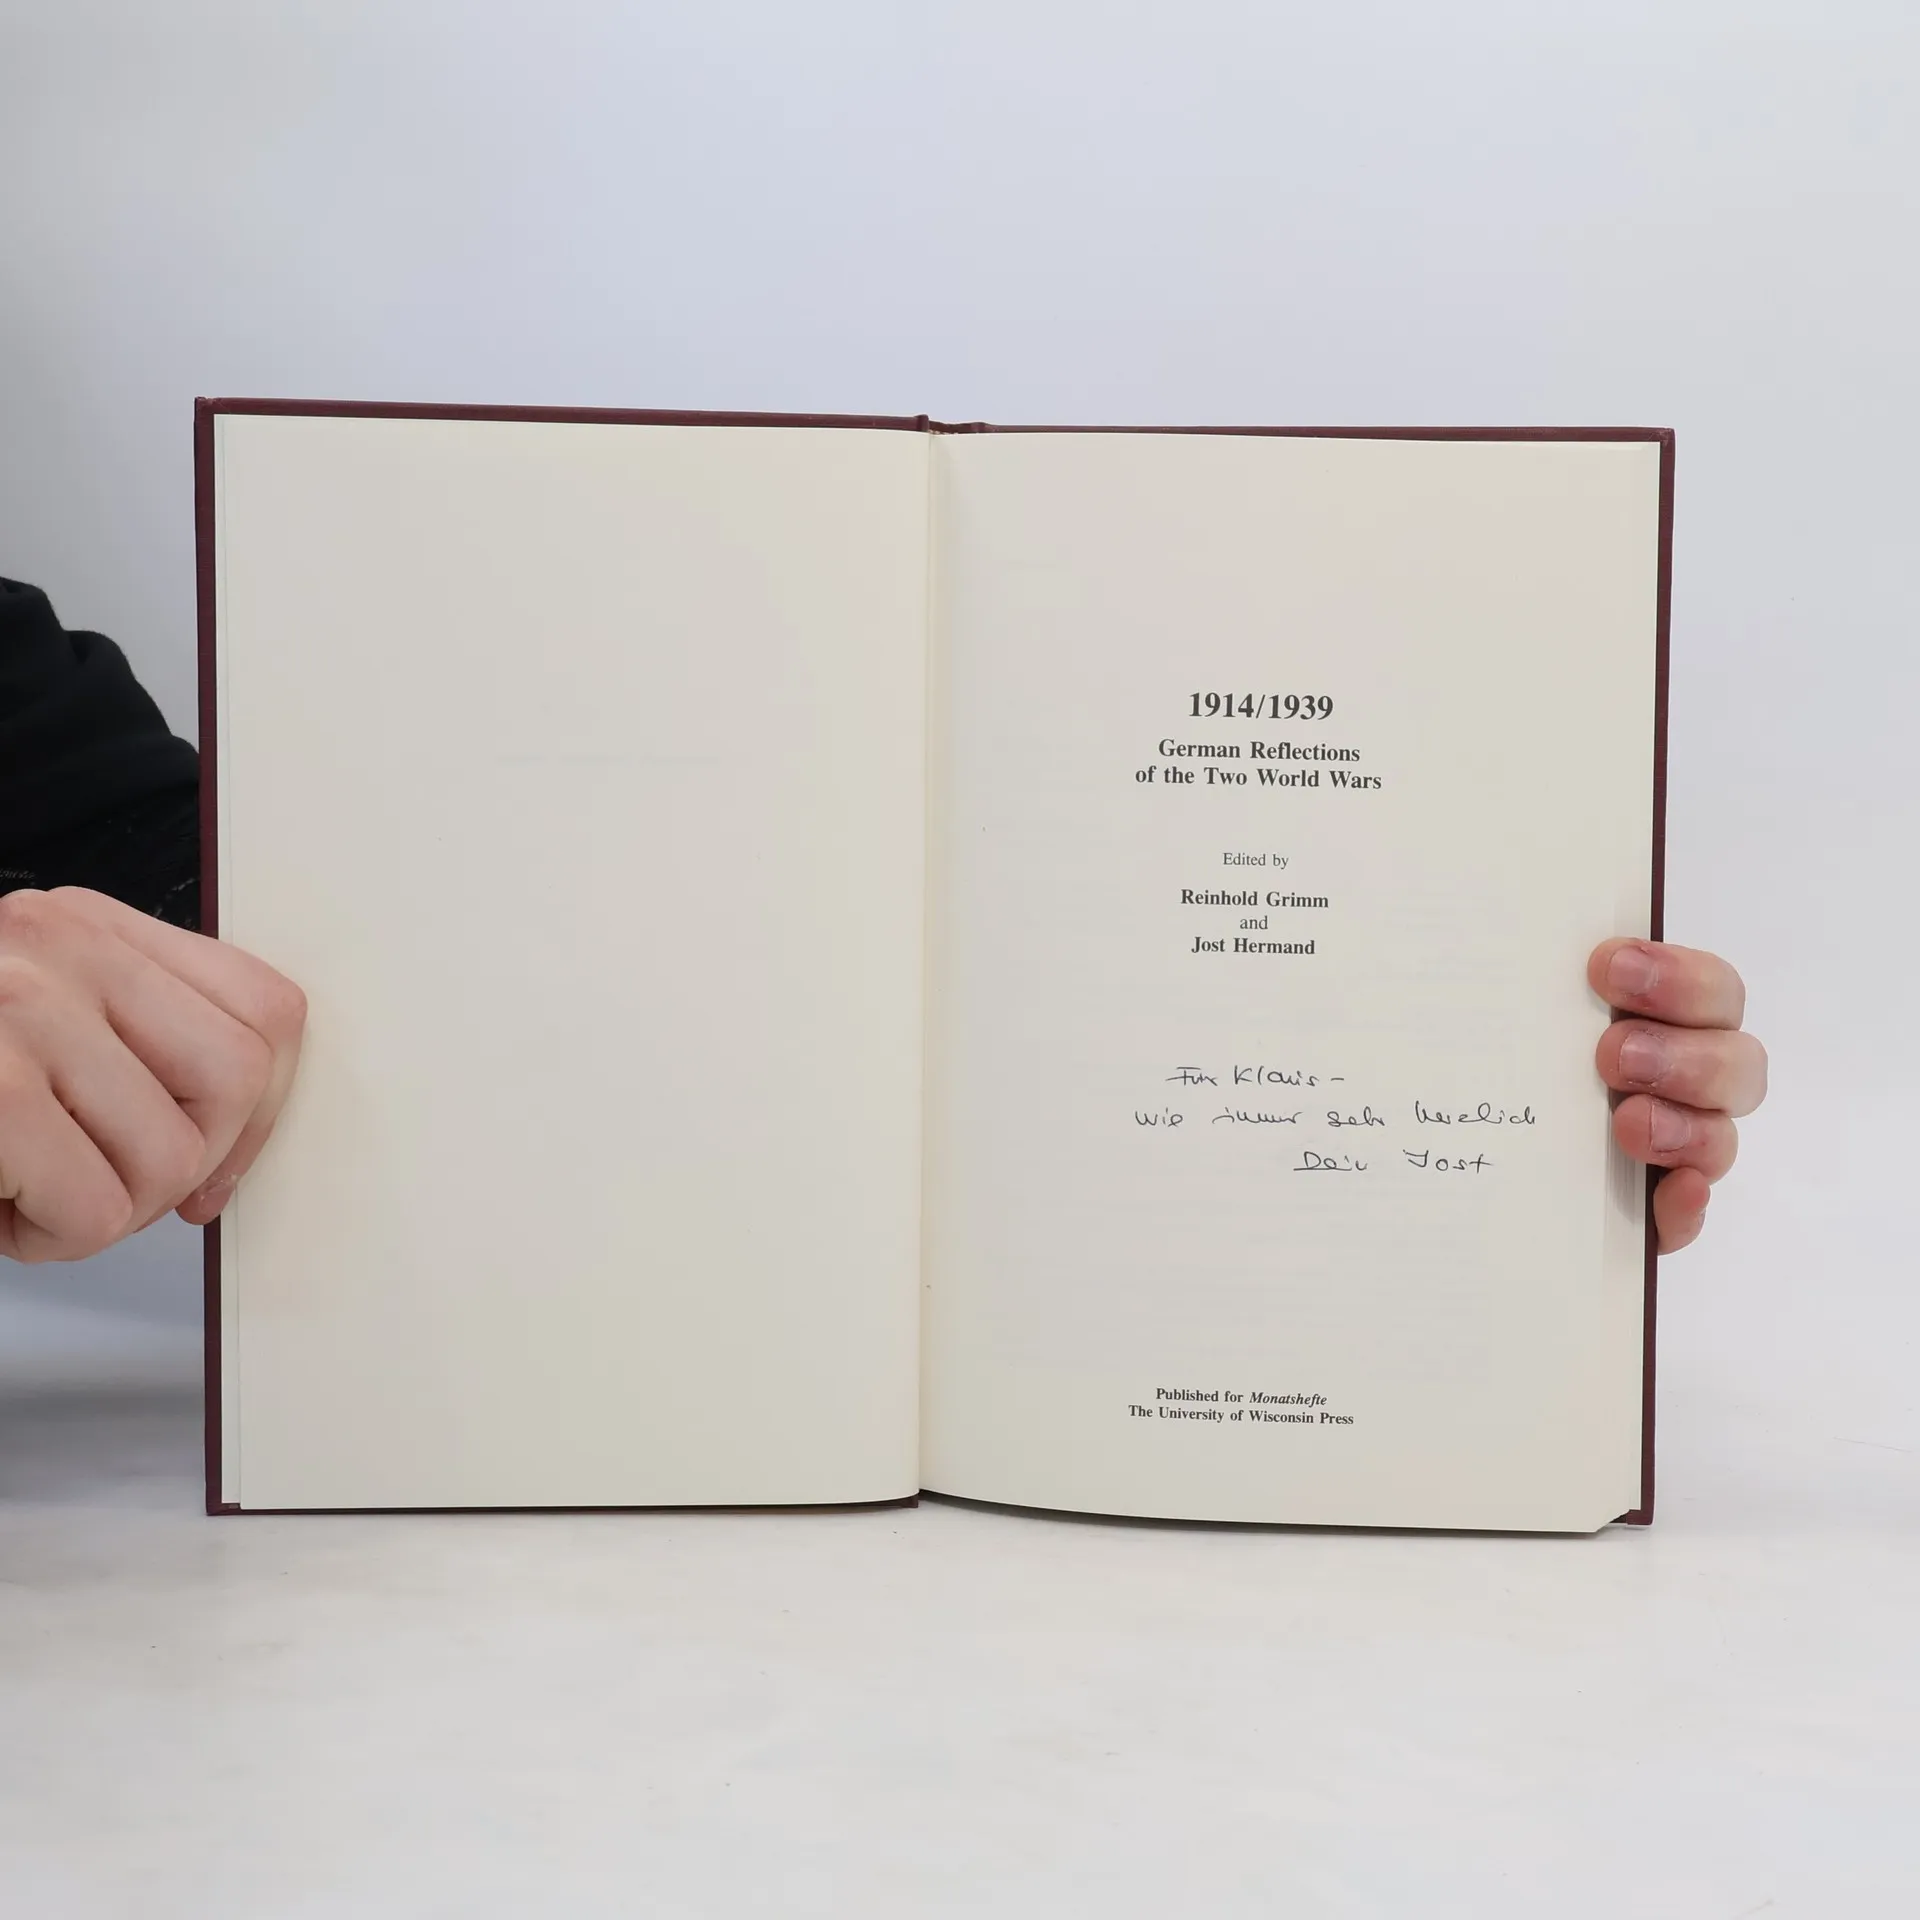 1914/1939
German Reflections
of the Two World Wars
Edited by
Reinhold Grimm
and
Jost Hermand
Für Klaus –
wie immer sehr herzlich
Dein Jost
Published for Monatshefte
The University of Wisconsin Press